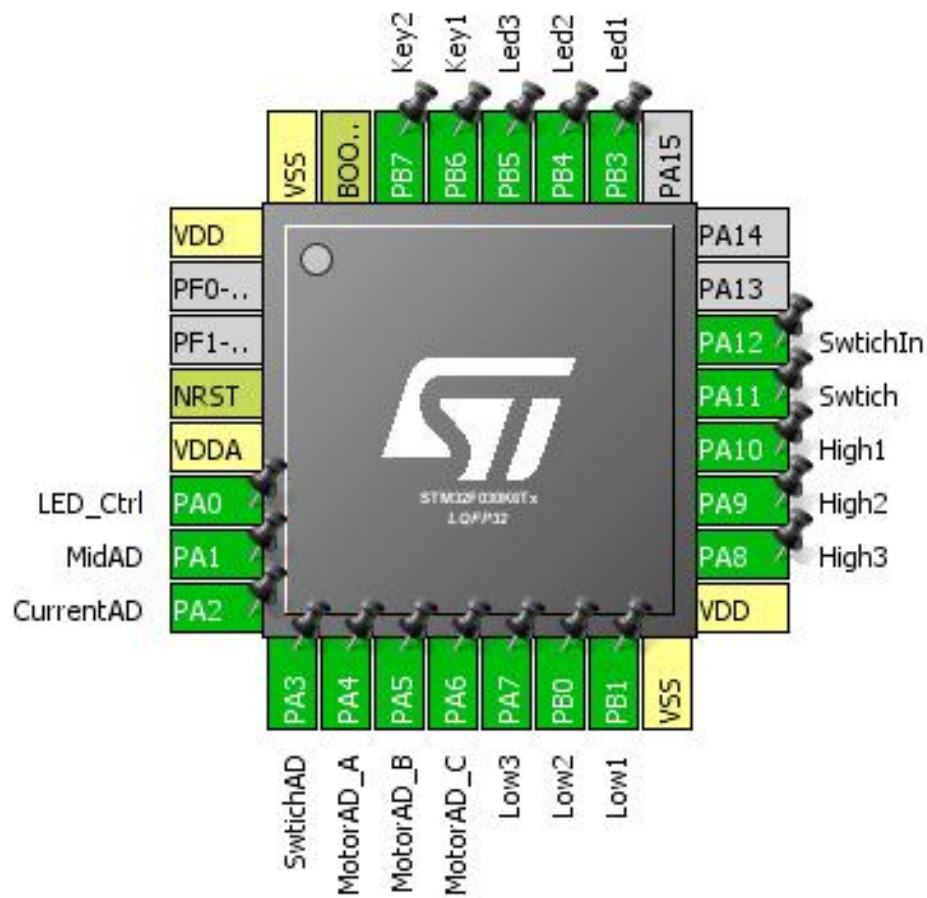 Key2
Key1
Led3
Led2
Led1
VSS
BOO..
PB7
PB6
PB5
PB4
PB3
PA15
VDD
PF0-..
PF1-..
NRST
VDDA
LED_Ctrl PA0
MidAD PA1
CurrentAD PA2
PA14
PA13
PA12 SwtichIn
PA11 Swtich
PA10 High1
PA9 High2
PA8 High3
VDD
ST
STM32F030K6Tx
LQFP32
PA3
PA4
PA5
PA6
PA7
PB0
PB1
VSS
SwtichAD
MotorAD_A
MotorAD_B
MotorAD_C
Low3
Low2
Low1